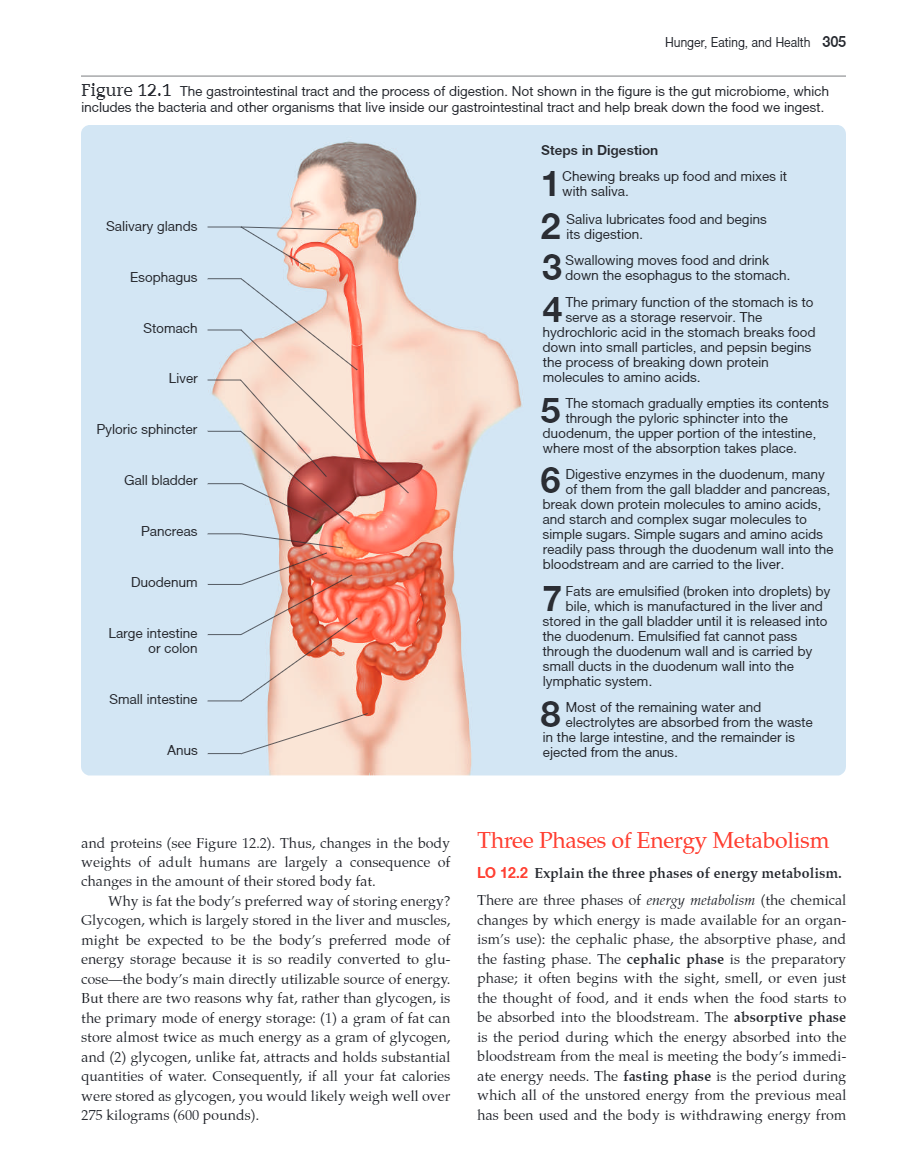 Hunger, Eating, and Health 305
Figure 12.1 The gastrointestinal tract and the process of digestion. Not shown in the figure is the gut microbiome, which
includes the bacteria and other organisms that live inside our gastrointestinal tract and help break down the food we ingest.
Salivary glands
Esophagus
Stomach
Liver
Pyloric sphincter
Gall bladder
Pancreas
Duodenum
Large intestine
or colon
Small intestine
Anus
Steps in Digestion
1 Chewing breaks up food and mixes it
with saliva.
2 Saliva lubricates food and begins
its digestion.
3 Swallowing moves food and drink
down the esophagus to the stomach.
4 The primary function of the stomach is to
serve as a storage reservoir. The
hydrochloric acid in the stomach breaks food
down into small particles, and pepsin begins
the process of breaking down protein
molecules to amino acids.
5 The stomach gradually empties its contents
through the pyloric sphincter into the
duodenum, the upper portion of the intestine,
where most of the absorption takes place.
6 Digestive enzymes in the duodenum, many
of them from the gall bladder and pancreas,
break down protein molecules to amino acids,
and starch and complex sugar molecules to
simple sugars. Simple sugars and amino acids
readily pass through the duodenum wall into the
bloodstream and are carried to the liver.
7 Fats are emulsified (broken into droplets) by
bile, which is manufactured in the liver and
stored in the gall bladder until it is released into
the duodenum. Emulsified fat cannot pass
through the duodenum wall and is carried by
small ducts in the duodenum wall into the
lymphatic system.
8 Most of the remaining water and
electrolytes are absorbed from the waste
in the large intestine, and the remainder is
ejected from the anus.
and proteins (see Figure 12.2). Thus, changes in the body
weights of adult humans are largely a consequence of
changes in the amount of their stored body fat.
Why is fat the body's preferred way of storing energy?
Glycogen, which is largely stored in the liver and muscles,
might be expected to be the body's preferred mode of
energy storage because it is so readily converted to glu-
cose—the body's main directly utilizable source of energy.
But there are two reasons why fat, rather than glycogen, is
the primary mode of energy storage: (1) a gram of fat can
store almost twice as much energy as a gram of glycogen,
and (2) glycogen, unlike fat, attracts and holds substantial
quantities of water. Consequently, if all your fat calories
were stored as glycogen, you would likely weigh well over
275 kilograms (600 pounds).
Three Phases of Energy Metabolism
LO 12.2 Explain the three phases of energy metabolism.
There are three phases of energy metabolism (the chemical
changes by which energy is made available for an organ-
ism's use): the cephalic phase, the absorptive phase, and
the fasting phase. The cephalic phase is the preparatory
phase; it often begins with the sight, smell, or even just
the thought of food, and it ends when the food starts to
be absorbed into the bloodstream. The absorptive phase
is the period during which the energy absorbed into the
bloodstream from the meal is meeting the body's immedi-
ate energy needs. The fasting phase is the period during
which all of the unstored energy from the previous meal
has been used and the body is withdrawing energy from